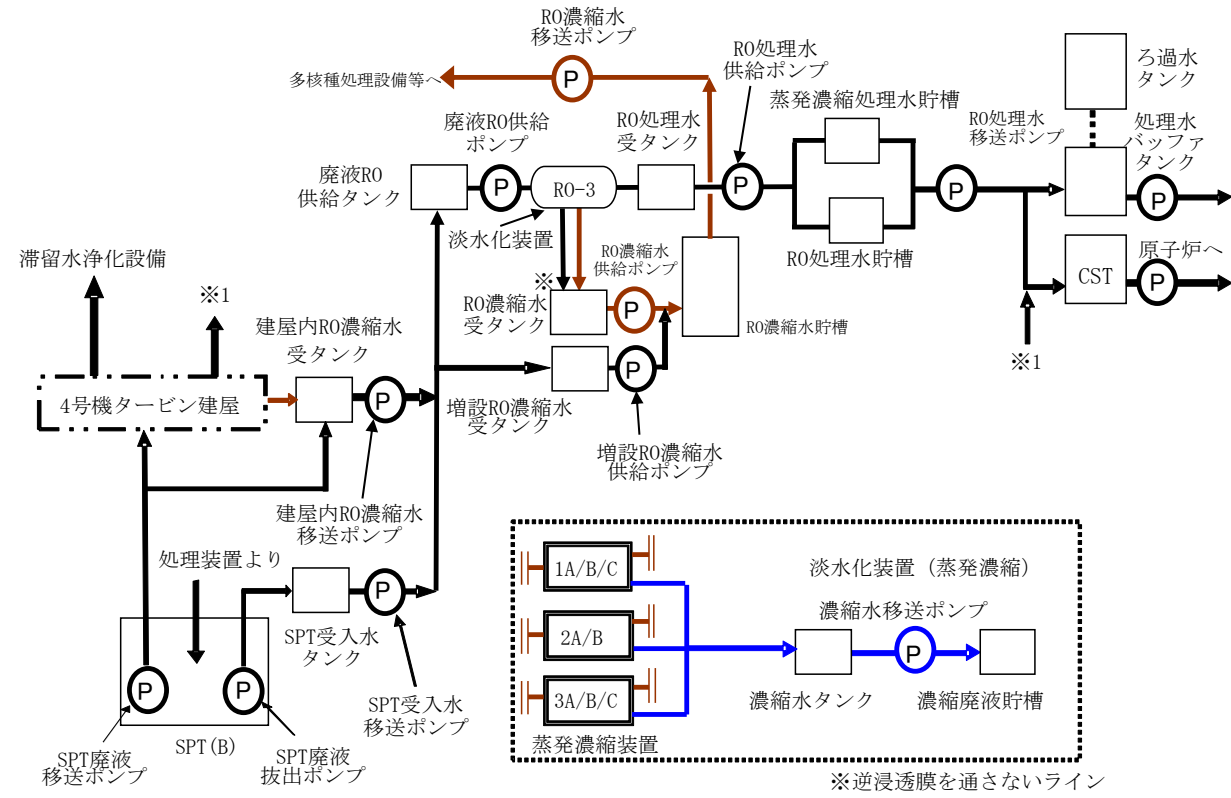 RO濃縮水
移送ポンプ
P
多核種処理設備等へ
RO処理水
供給ポンプ
蒸発濃縮処理水貯槽
ろ過水
タンク
廃液RO供給
ポンプ
RO処理水
受タンク
RO処理水
移送ポンプ
処理水
バッファ
タンク
廃液RO
供給タンク
P
RO-3
P
P
P
淡水化装置
RO濃縮水
供給ポンプ
RO処理水貯槽
原子炉へ
CST
P
滞留水浄化設備
※1
※
RO濃縮水
受タンク
P
RO濃縮水貯槽
※1
建屋内RO濃縮水
受タンク
4号機タービン建屋
P
増設RO濃縮水
受タンク
P
増設RO濃縮水
供給ポンプ
建屋内RO濃縮水
移送ポンプ
処理装置より
P
SPT受入水
タンク
P
P
SPT受入水
移送ポンプ
SPT(B)
SPT廃液
移送ポンプ
SPT廃液
抜出ポンプ
1A/B/C
2A/B
3A/B/C
蒸発濃縮装置
淡水化装置（蒸発濃縮）
濃縮水移送ポンプ
P
濃縮水タンク
濃縮廃液貯槽
※逆浸透膜を通さないライン